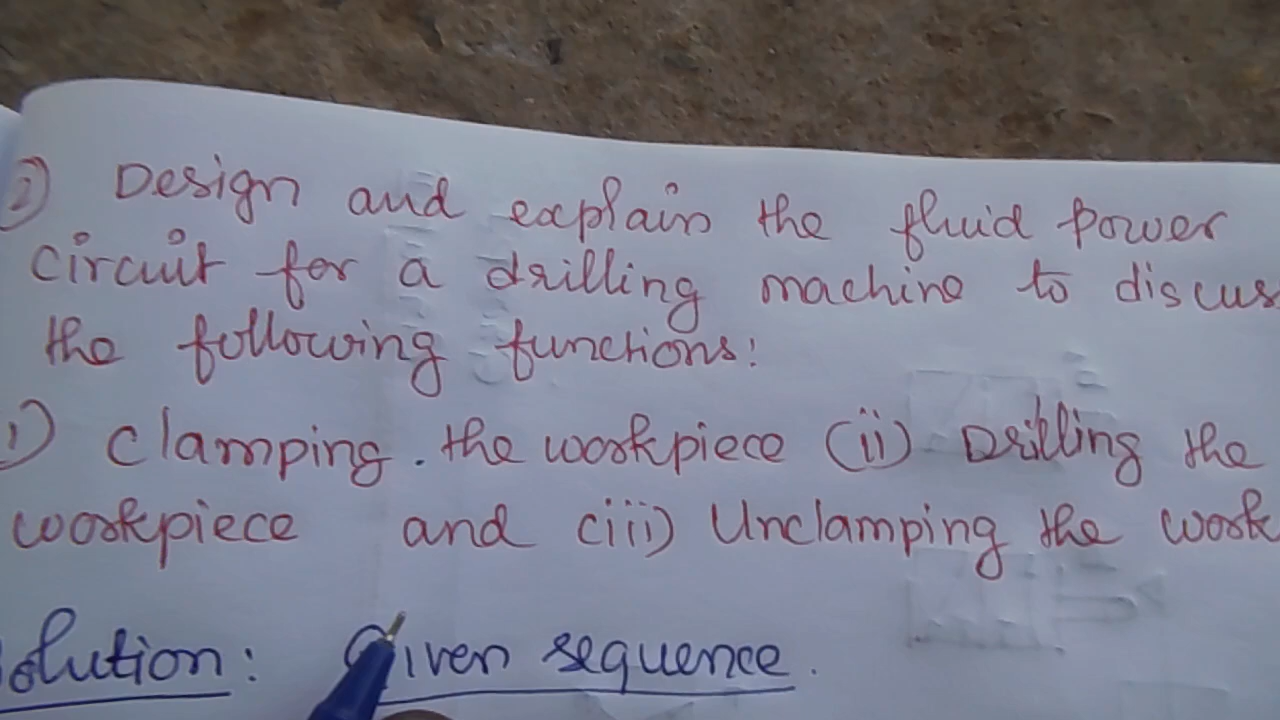 2) Design and explain the fluid power
circuit for a drilling machine to discus
the following functions:
i) Clamping . the workpiece (ii) Drilling the
workpiece and (iii) Unclamping the work
olution: Given sequence.